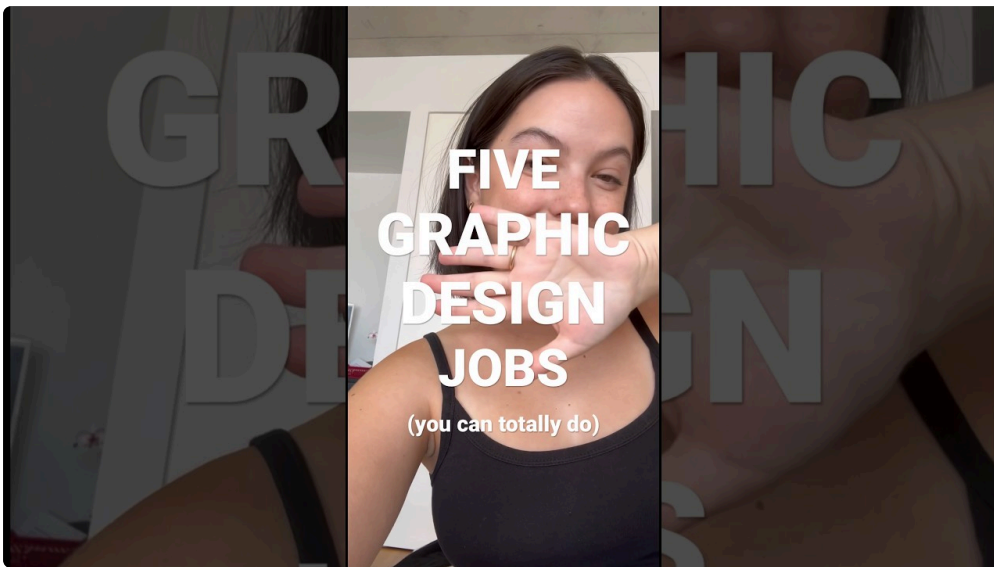 FIVE
GRAPHIC
DESIGN
JOBS
(you can totally do)